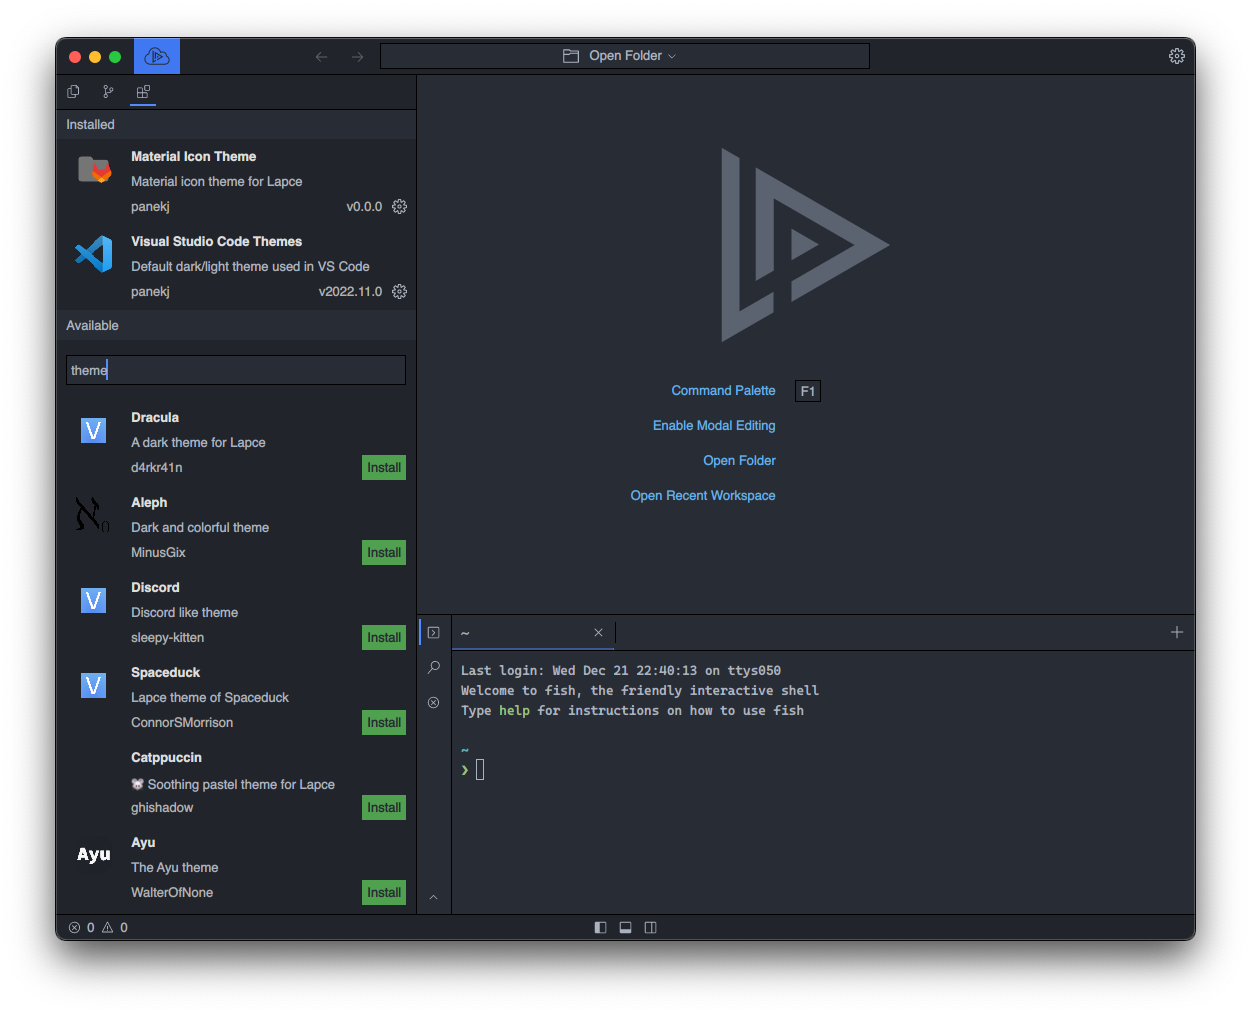 Open Folder
Installed
Material Icon Theme
Material icon theme for Lapce
panekj v0.0.0
Visual Studio Code Themes
Default dark/light theme used in VS Code
panekj v2022.11.0
Available
theme
V
Dracula
A dark theme for Lapce
d4rkr41n Install
ℵ0
Aleph
Dark and colorful theme
MinusGix Install
V
Discord
Discord like theme
sleepy-kitten Install
V
Spaceduck
Lapce theme of Spaceduck
ConnorSMorrison Install
Catppuccin
🐭 Soothing pastel theme for Lapce
ghishadow Install
Ayu
Ayu
The Ayu theme
WalterOfNone Install
Command Palette F1
Enable Modal Editing
Open Folder
Open Recent Workspace
~
Last login: Wed Dec 21 22:40:13 on ttys050
Welcome to fish, the friendly interactive shell
Type help for instructions on how to use fish
~
❯
0 0